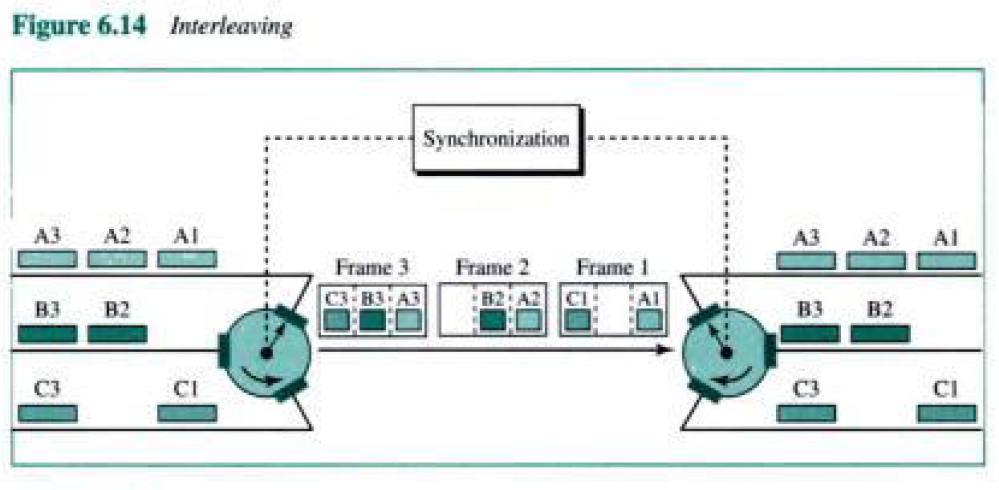 Figure 6.14 Interleaving
Synchronization
A3 A2 A1
A3 A2 A1
Frame 3 Frame 2 Frame 1
C3 B3 A3 B2 A2 C1 A1
B3 B2
B3 B2
C3 C1
C3 C1